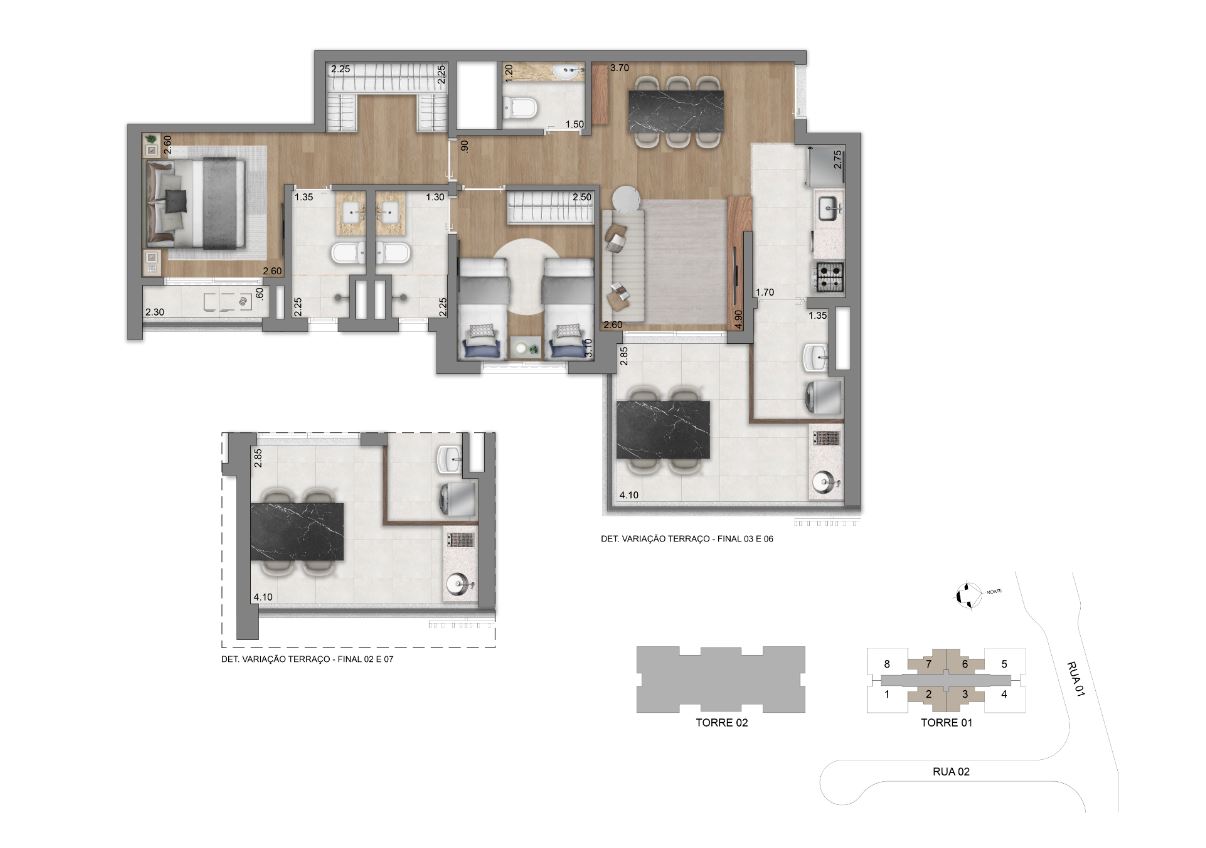 2.25
2.25
1.20
1.50
3.70
2.60
.90
2.75
1.35
1.30
2.50
2.60
.60
2.30
2.25
2.25
3.10
2.60
4.90
1.70
1.35
2.85
4.10
DET. VARIAÇÃO TERRAÇO - FINAL 03 E 06
2.85
4.10
DET. VARIAÇÃO TERRAÇO - FINAL 02 E 07
NORTE
8 7 6 5
1 2 3 4
TORRE 02
TORRE 01
RUA 01
RUA 02